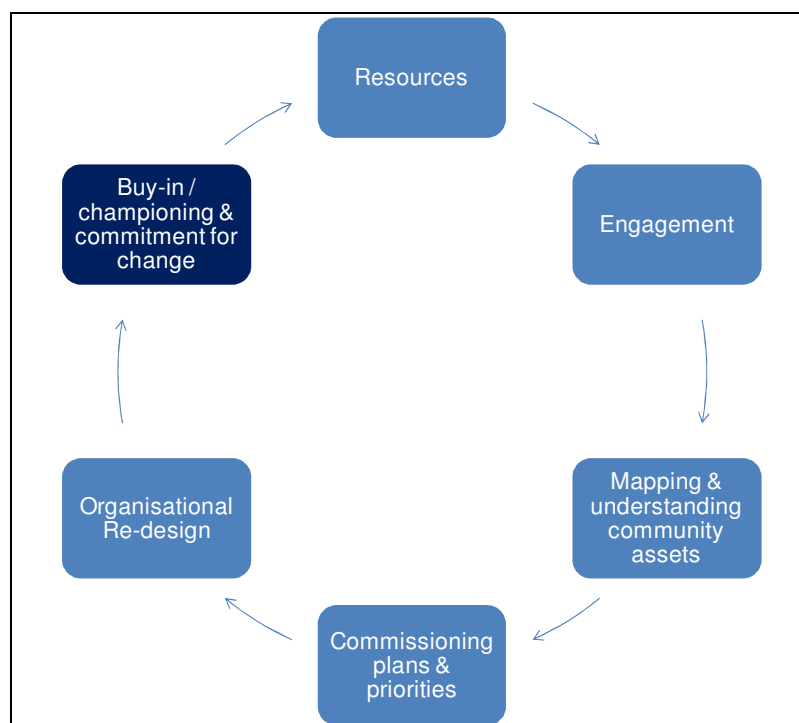 Resources
Buy-in /
championing &
commitment for
change
Engagement
Organisational
Re-design
Mapping &
understanding
community
assets
Commissioning
plans &
priorities